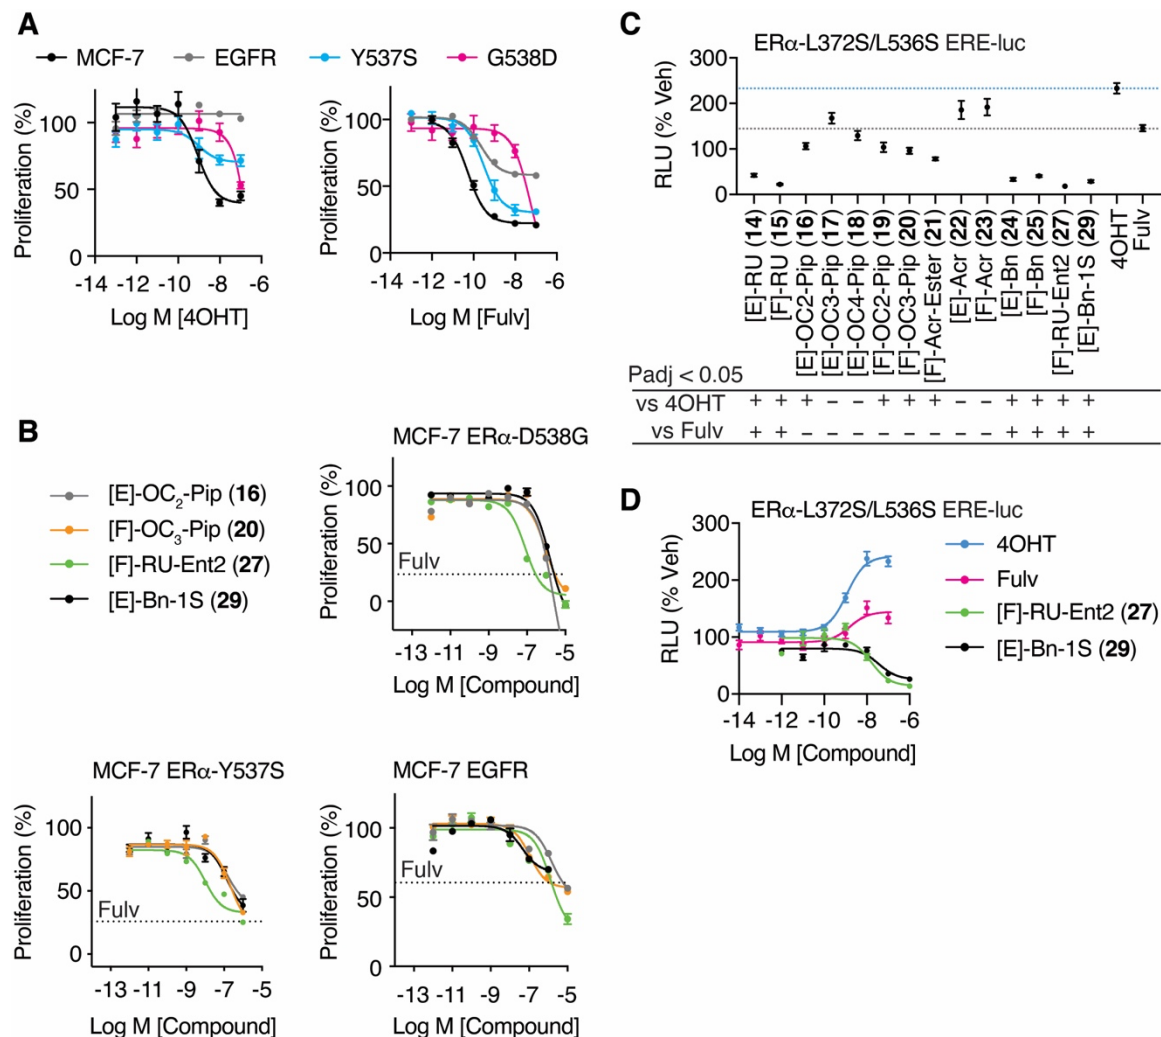 A
MCF-7 EGFR Y537S G538D
Proliferation (%)
100
50
0
-14 -12 -10 -8 -6
Log M [4OHT]
Proliferation (%)
100
50
0
-14 -12 -10 -8 -6
Log M [Fulv]
B
[E]-OC2-Pip (16)
[F]-OC3-Pip (20)
[F]-RU-Ent2 (27)
[E]-Bn-1S (29)
MCF-7 ERα-D538G
Proliferation (%)
100
50
0
Fulv
-13 -11 -9 -7 -5
Log M [Compound]
MCF-7 ERα-Y537S
Proliferation (%)
100
50
0
Fulv
-13 -11 -9 -7 -5
Log M [Compound]
MCF-7 EGFR
Proliferation (%)
100
50
0
Fulv
-13 -11 -9 -7 -5
Log M [Compound]
C
ERα-L372S/L536S ERE-luc
RLU (% Veh)
300
200
100
0
[E]-RU (14)
[F]-RU (15)
[E]-OC2-Pip (16)
[E]-OC3-Pip (17)
[E]-OC4-Pip (18)
[F]-OC2-Pip (19)
[F]-OC3-Pip (20)
[F]-Acr-Ester (21)
[E]-Acr (22)
[F]-Acr (23)
[E]-Bn (24)
[F]-Bn (25)
[F]-RU-Ent2 (27)
[E]-Bn-1S (29)
4OHT
Fulv
Padj < 0.05
vs 4OHT + + + − − + + + − − + + + +
vs Fulv + + − − − − − − − − + + + +
D
ERα-L372S/L536S ERE-luc
RLU (% Veh)
300
200
100
0
-14 -12 -10 -8 -6
Log M [Compound]
4OHT
Fulv
[F]-RU-Ent2 (27)
[E]-Bn-1S (29)